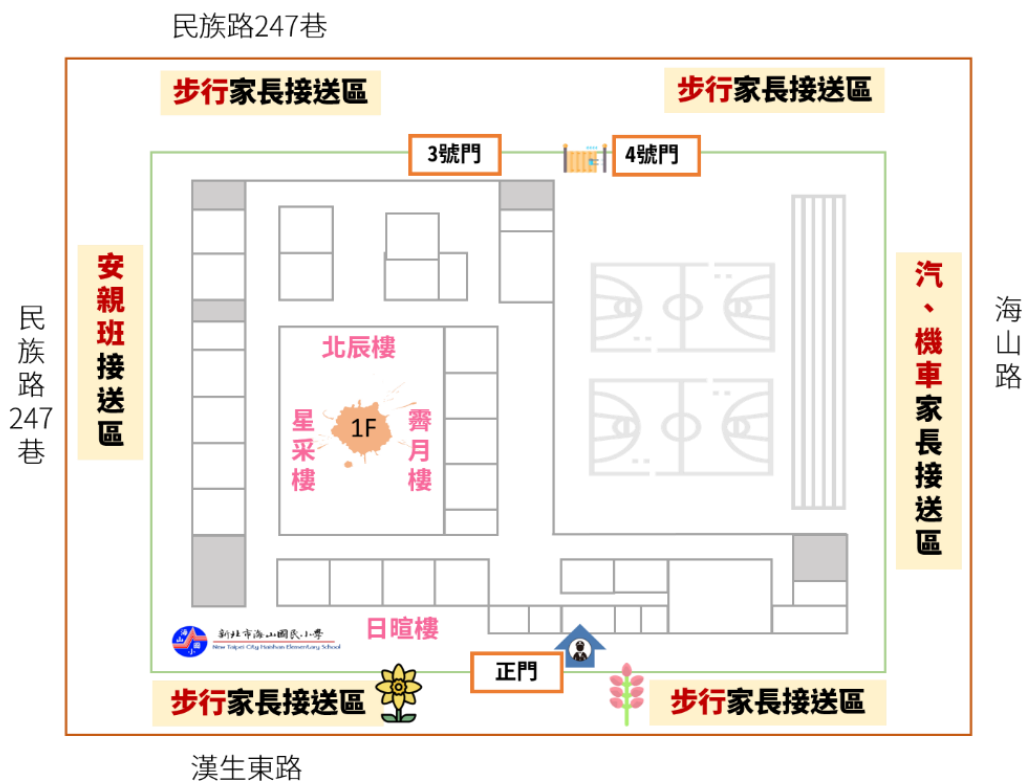 民族路247巷
步行家長接送區
步行家長接送區
3號門
4號門
安親班接送區
民族路247巷
汽、機車家長接送區
海山路
北辰樓
星采樓
1F
霽月樓
日暄樓
新北市海山國民小學
New Taipei City Haishan Elementary School
正門
步行家長接送區
步行家長接送區
漢生東路